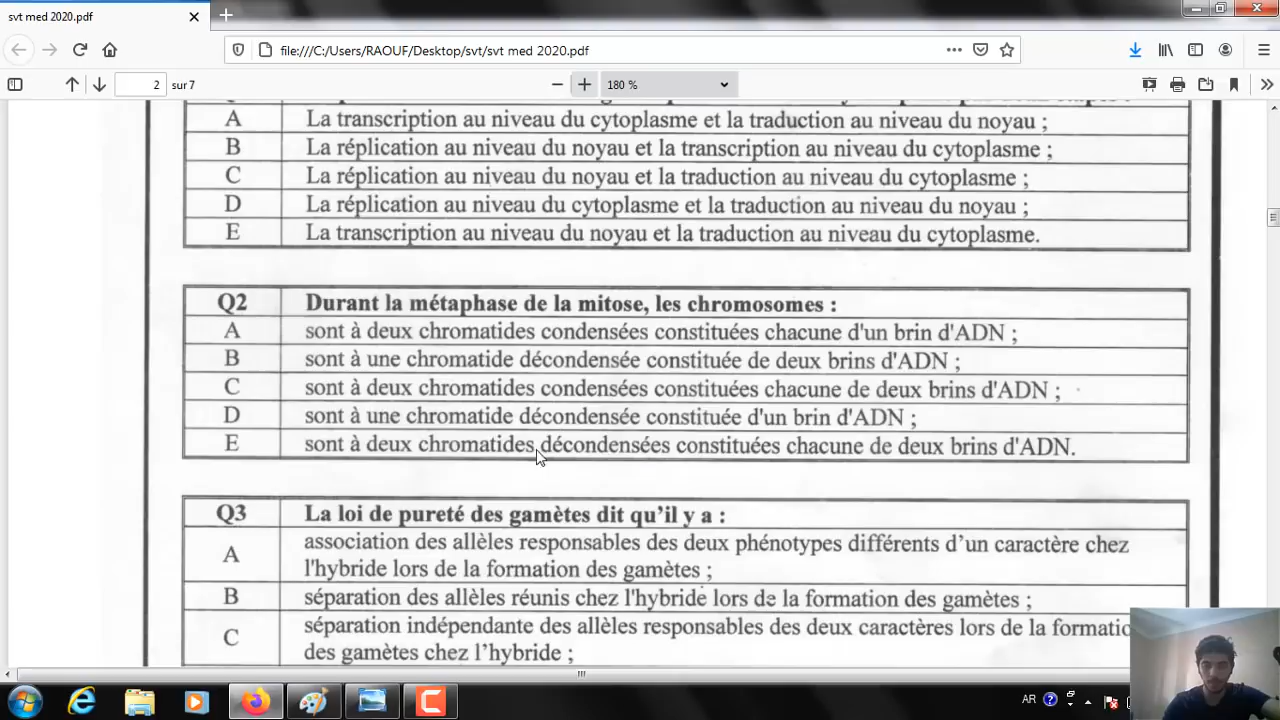 svt med 2020.pdf
file:///C:/Users/RAOUF/Desktop/svt/svt med 2020.pdf
2 sur 7
180 %
A La transcription au niveau du cytoplasme et la traduction au niveau du noyau ;
B La réplication au niveau du noyau et la transcription au niveau du cytoplasme ;
C La réplication au niveau du noyau et la traduction au niveau du cytoplasme ;
D La réplication au niveau du cytoplasme et la traduction au niveau du noyau ;
E La transcription au niveau du noyau et la traduction au niveau du cytoplasme.
Q2 Durant la métaphase de la mitose, les chromosomes :
A sont à deux chromatides condensées constituées chacune d'un brin d'ADN ;
B sont à une chromatide décondensée constituée de deux brins d'ADN ;
C sont à deux chromatides condensées constituées chacune de deux brins d'ADN ;
D sont à une chromatide décondensée constituée d'un brin d'ADN ;
E sont à deux chromatides décondensées constituées chacune de deux brins d'ADN.
Q3 La loi de pureté des gamètes dit qu'il y a :
A association des allèles responsables des deux phénotypes différents d'un caractère chez
l'hybride lors de la formation des gamètes ;
B séparation des allèles réunis chez l'hybride lors de la formation des gamètes ;
C séparation indépendante des allèles responsables des deux caractères lors de la formatio
des gamètes chez l'hybride ;
AR